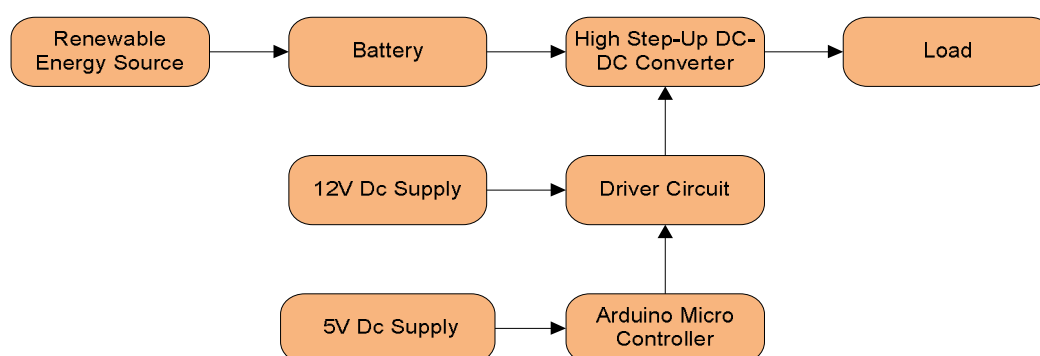 Renewable
Energy Source
Battery
High Step-Up DC-
DC Converter
Load
12V Dc Supply
Driver Circuit
5V Dc Supply
Arduino Micro
Controller